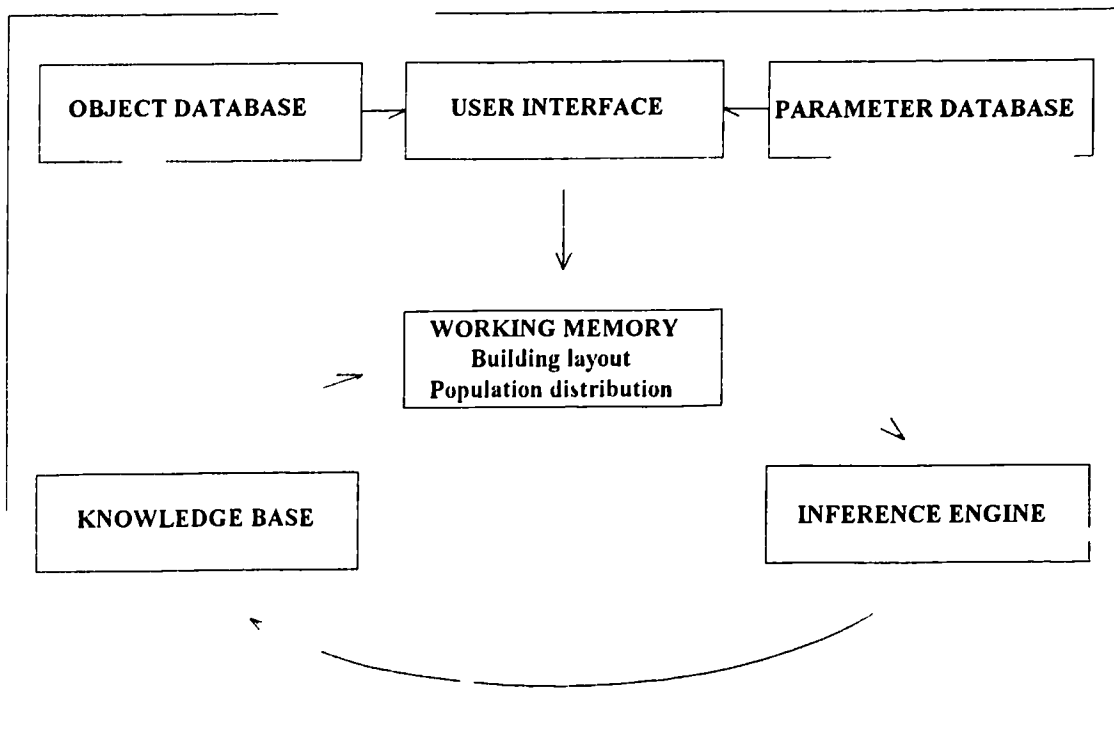 OBJECT DATABASE
USER INTERFACE
PARAMETER DATABASE
WORKING MEMORY
Building layout
Population distribution
KNOWLEDGE BASE
INFERENCE ENGINE